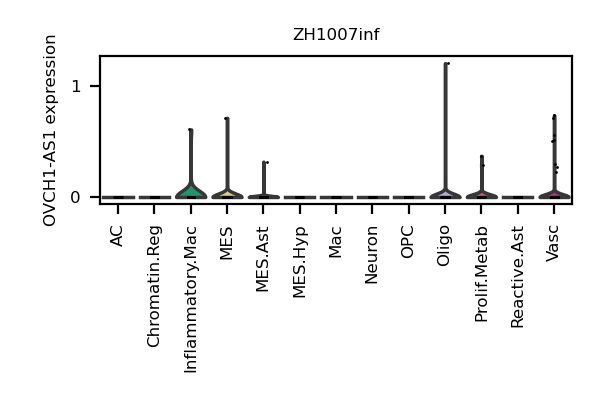 ZH1007inf
OVCH1-AS1 expression
1
0
AC
Chromatin.Reg
Inflammatory.Mac
MES
MES.Ast
MES.Hyp
Mac
Neuron
OPC
Oligo
Prolif.Metab
Reactive.Ast
Vasc